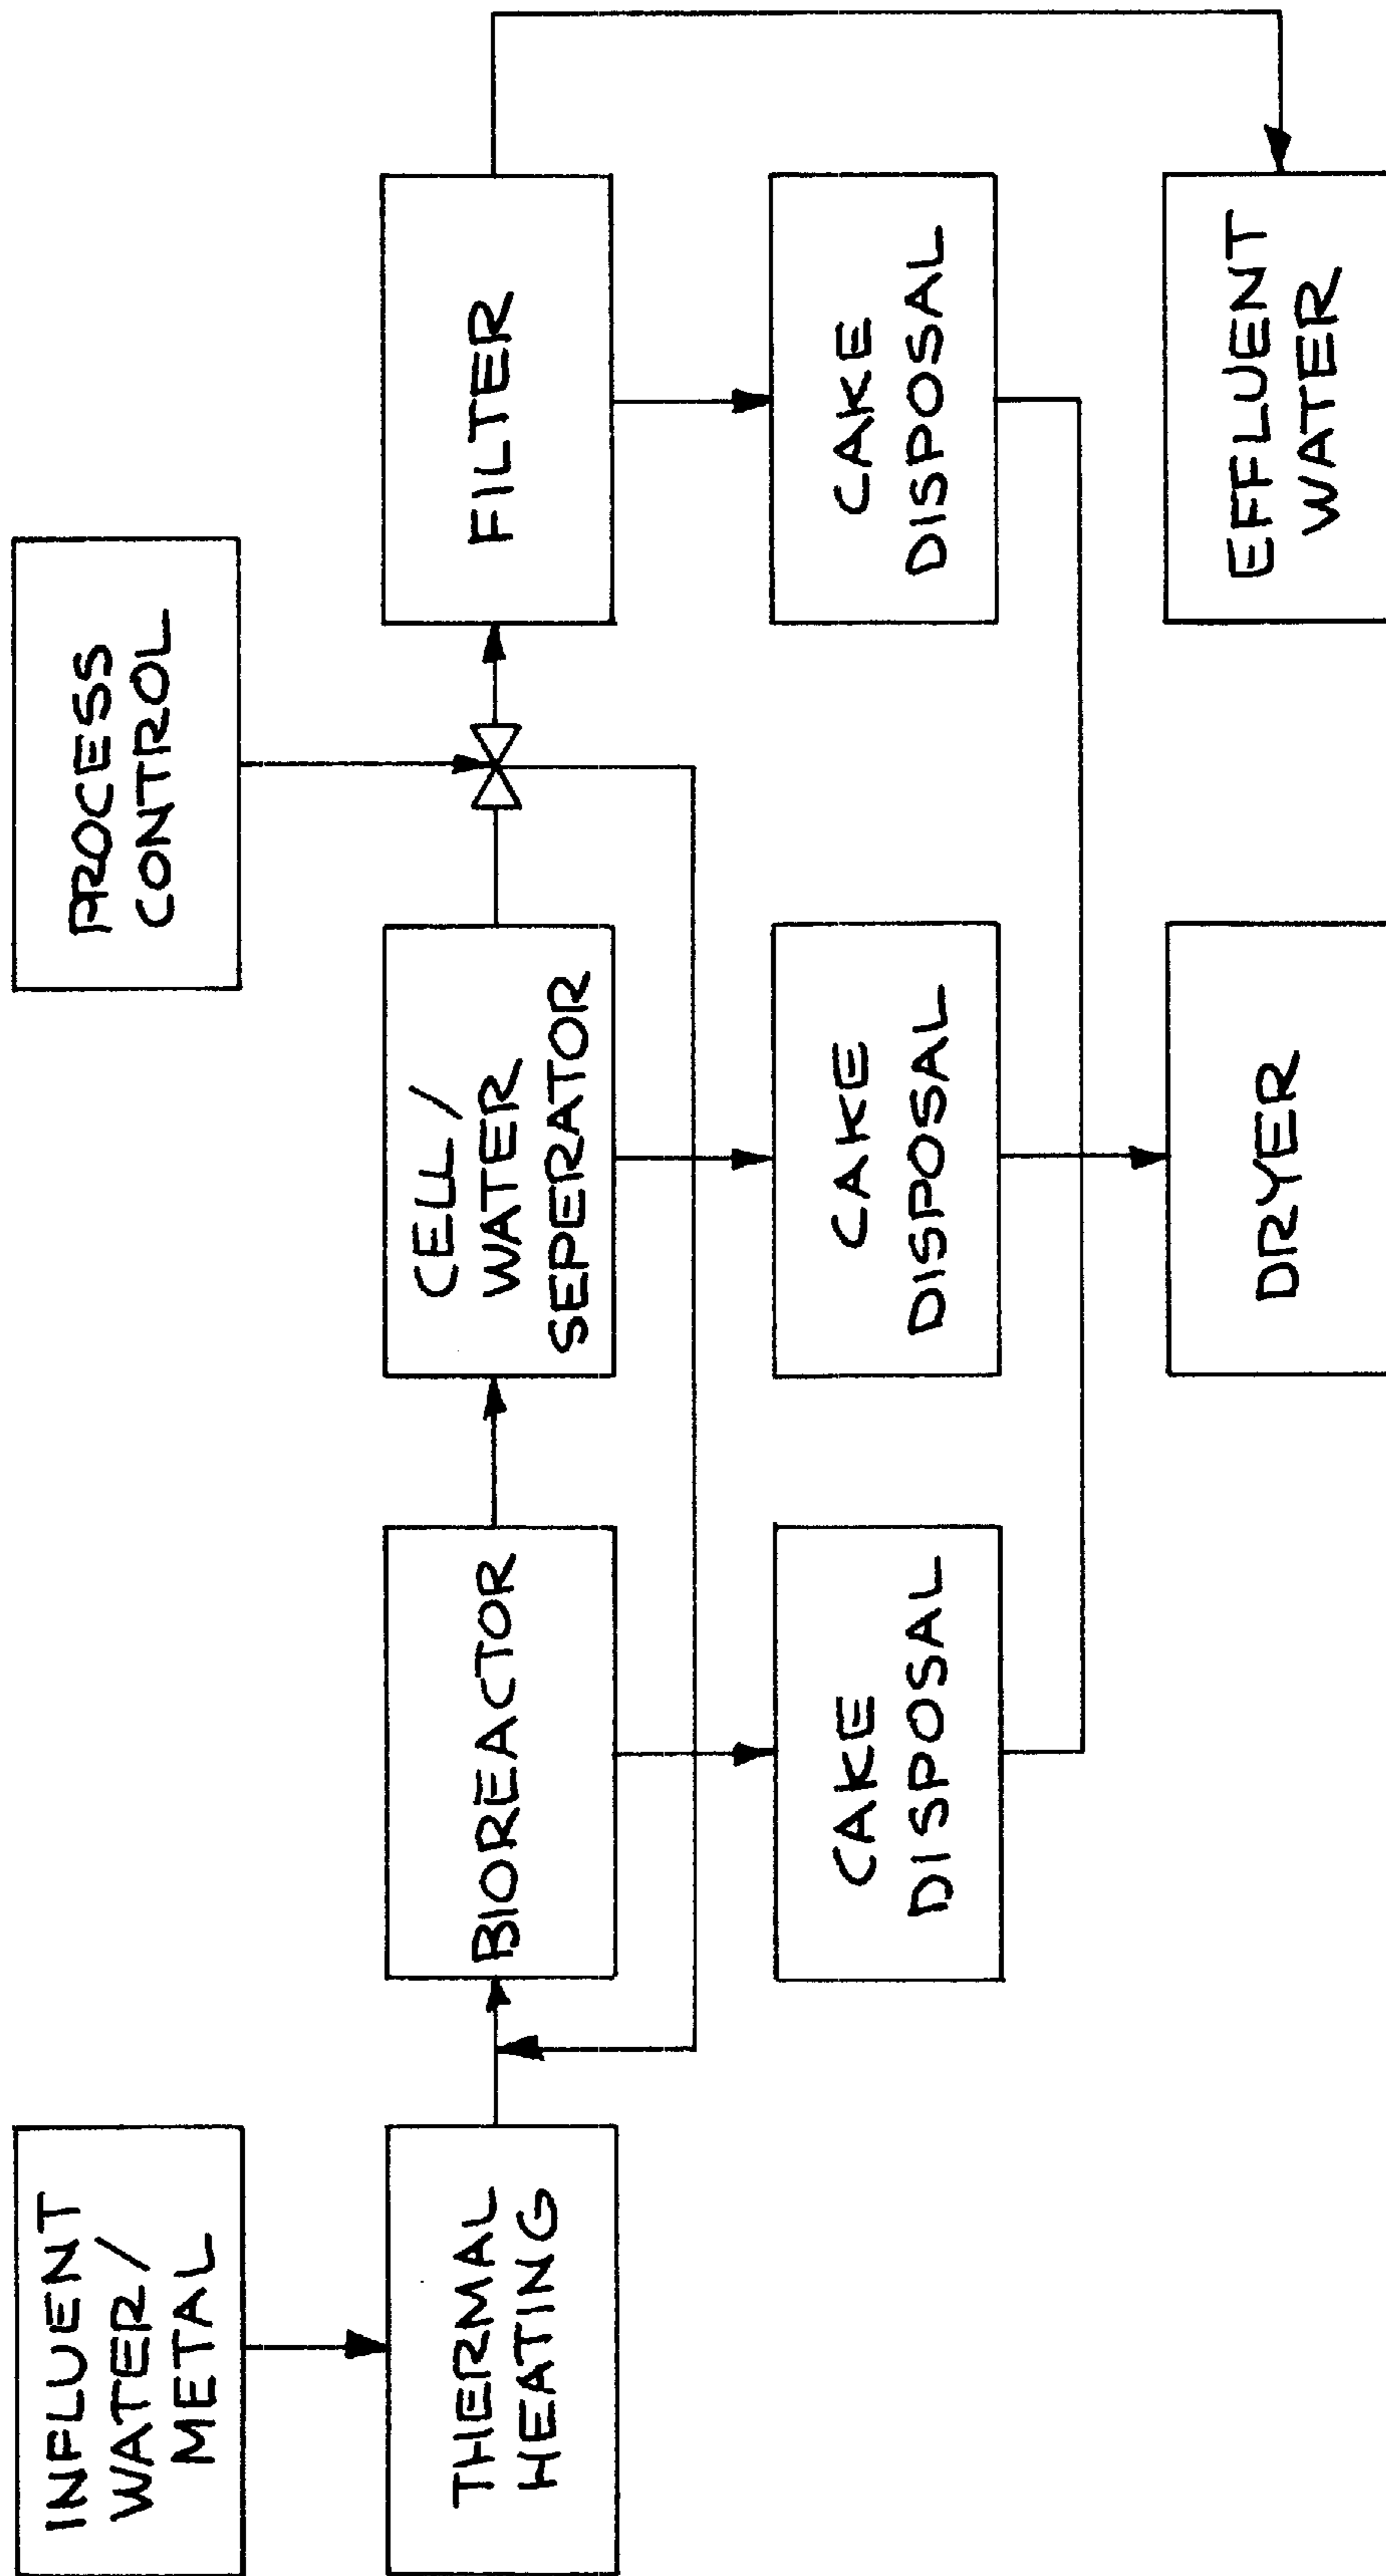 INFLUENT
WATER/
METAL
PROCESS
CONTROL
THERMAL
HEATING
BIOREACTOR
CELL/
WATER
SEPERATOR
FILTER
CAKE
DISPOSAL
CAKE
DISPOSAL
CAKE
DISPOSAL
DRYER
EFFLUENT
WATER